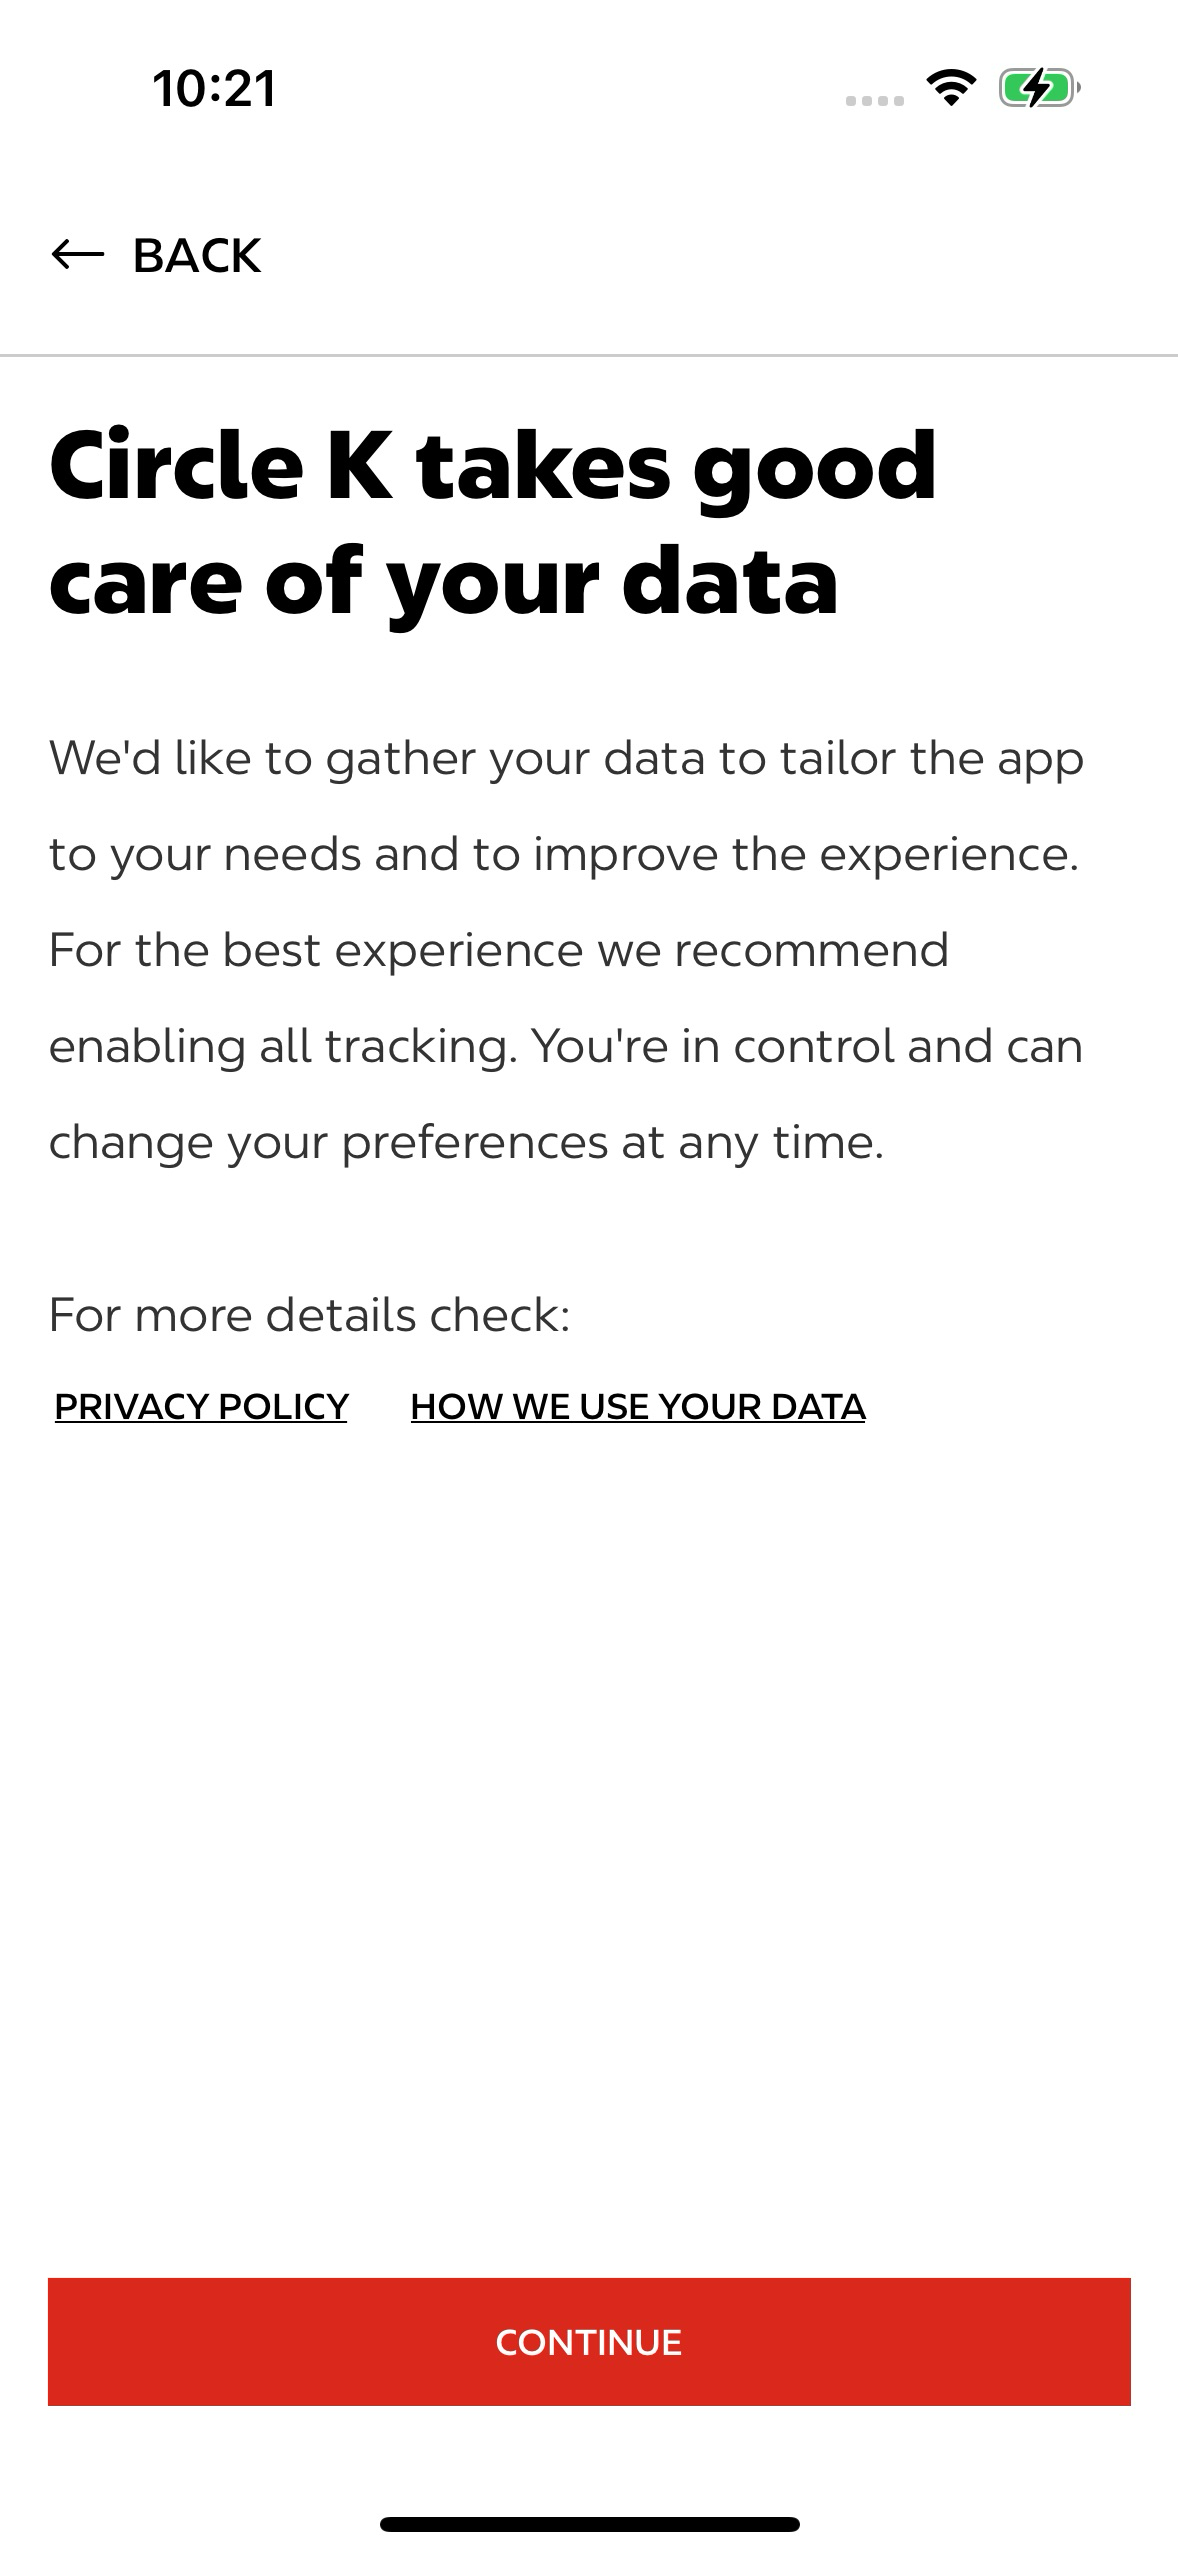 10:21
BACK
Circle K takes good
care of your data
We'd like to gather your data to tailor the app
to your needs and to improve the experience.
For the best experience we recommend
enabling all tracking. You're in control and can
change your preferences at any time.
For more details check:
PRIVACY POLICY HOW WE USE YOUR DATA
CONTINUE